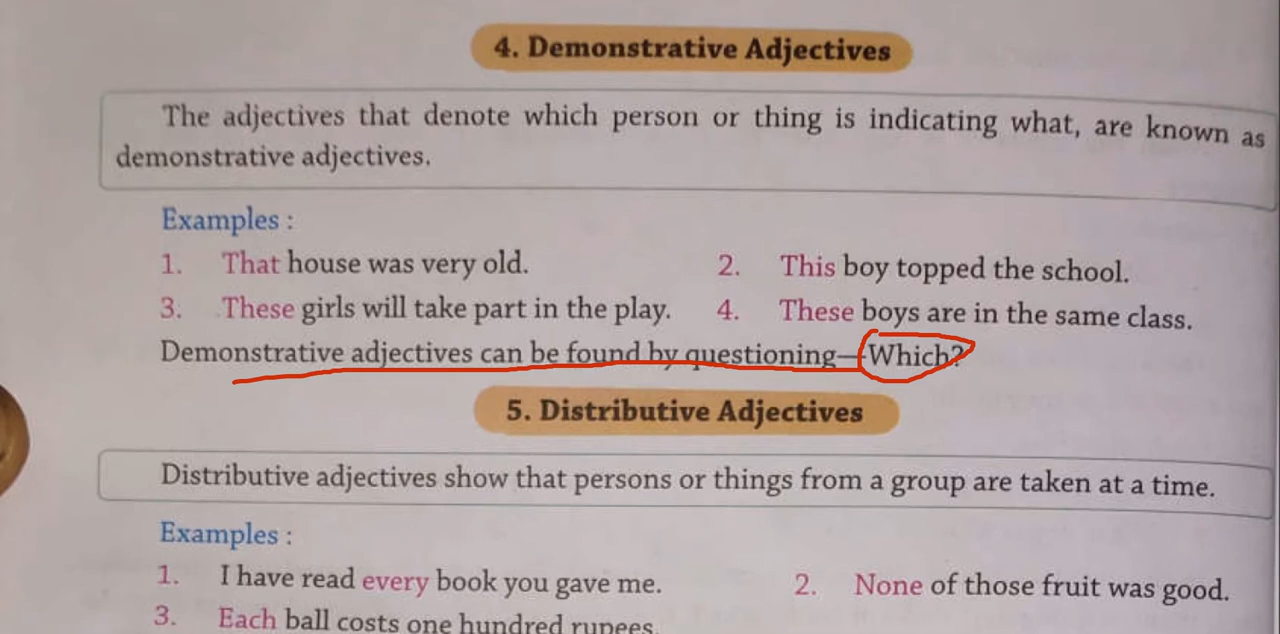 4. Demonstrative Adjectives
The adjectives that denote which person or thing is indicating what, are known as
demonstrative adjectives.
Examples :
1. That house was very old. 2. This boy topped the school.
3. These girls will take part in the play. 4. These boys are in the same class.
Demonstrative adjectives can be found by questioning—Which?
5. Distributive Adjectives
Distributive adjectives show that persons or things from a group are taken at a time.
Examples :
1. I have read every book you gave me. 2. None of those fruit was good.
3. Each ball costs one hundred rupees.